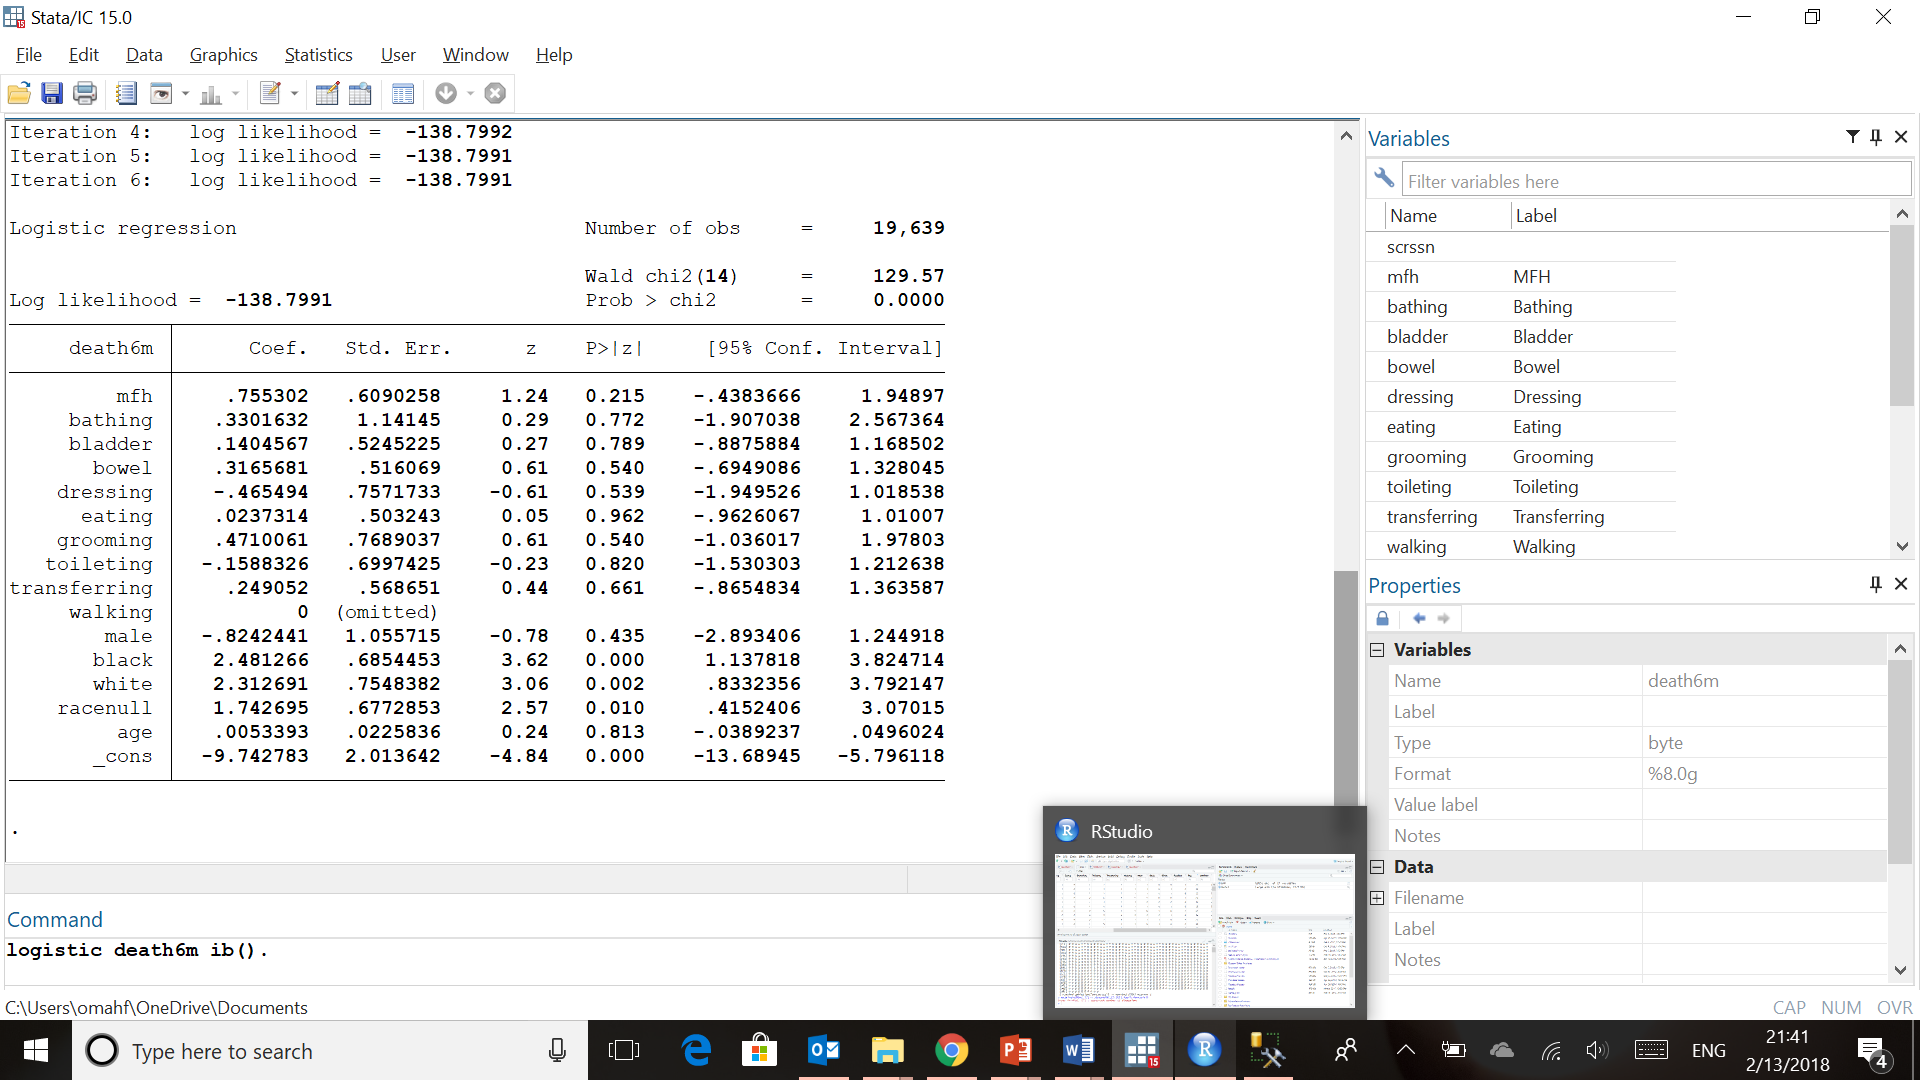 Stata/IC 15.0
File Edit Data Graphics Statistics User Window Help
Iteration 4: log likelihood = -138.7992
Iteration 5: log likelihood = -138.7991
Iteration 6: log likelihood = -138.7991
Logistic regression Number of obs = 19,639
Wald chi2(14) = 129.57
Log likelihood = -138.7991 Prob > chi2 = 0.0000
death6m Coef. Std. Err. z P>|z| [95% Conf. Interval]
mfh .755302 .6090258 1.24 0.215 -.4383666 1.94897
bathing .3301632 1.14145 0.29 0.772 -1.907038 2.567364
bladder .1404567 .5245225 0.27 0.789 -.8875884 1.168502
bowel .3165681 .516069 0.61 0.540 -.6949086 1.328045
dressing -.465494 .7571733 -0.61 0.539 -1.949526 1.018538
eating .0237314 .503243 0.05 0.962 -.9626067 1.01007
grooming .4710061 .7689037 0.61 0.540 -1.036017 1.97803
toileting -.1588326 .6997425 -0.23 0.820 -1.530303 1.212638
transferring .249052 .568651 0.44 0.661 -.8654834 1.363587
walking 0 (omitted)
male -.8242441 1.055715 -0.78 0.435 -2.893406 1.244918
black 2.481266 .6854453 3.62 0.000 1.137818 3.824714
white 2.312691 .7548382 3.06 0.002 .8332356 3.792147
racenull 1.742695 .6772853 2.57 0.010 .4152406 3.07015
age .0053393 .0225836 0.24 0.813 -.0389237 .0496024
_cons -9.742783 2.013642 -4.84 0.000 -13.68945 -5.796118
.
Command
logistic death6m ib().
C:\Users\omahf\OneDrive\Documents
Variables
Filter variables here
Name Label
scrssn
mfh MFH
bathing Bathing
bladder Bladder
bowel Bowel
dressing Dressing
eating Eating
grooming Grooming
toileting Toileting
transferring Transferring
walking Walking
Properties
Variables
Name death6m
Label
Type byte
Format %8.0g
Value label
Notes
Data
Filename
Label
Notes
CAP NUM OVR
RStudio
Type here to search
ENG
21:41
2/13/2018
4